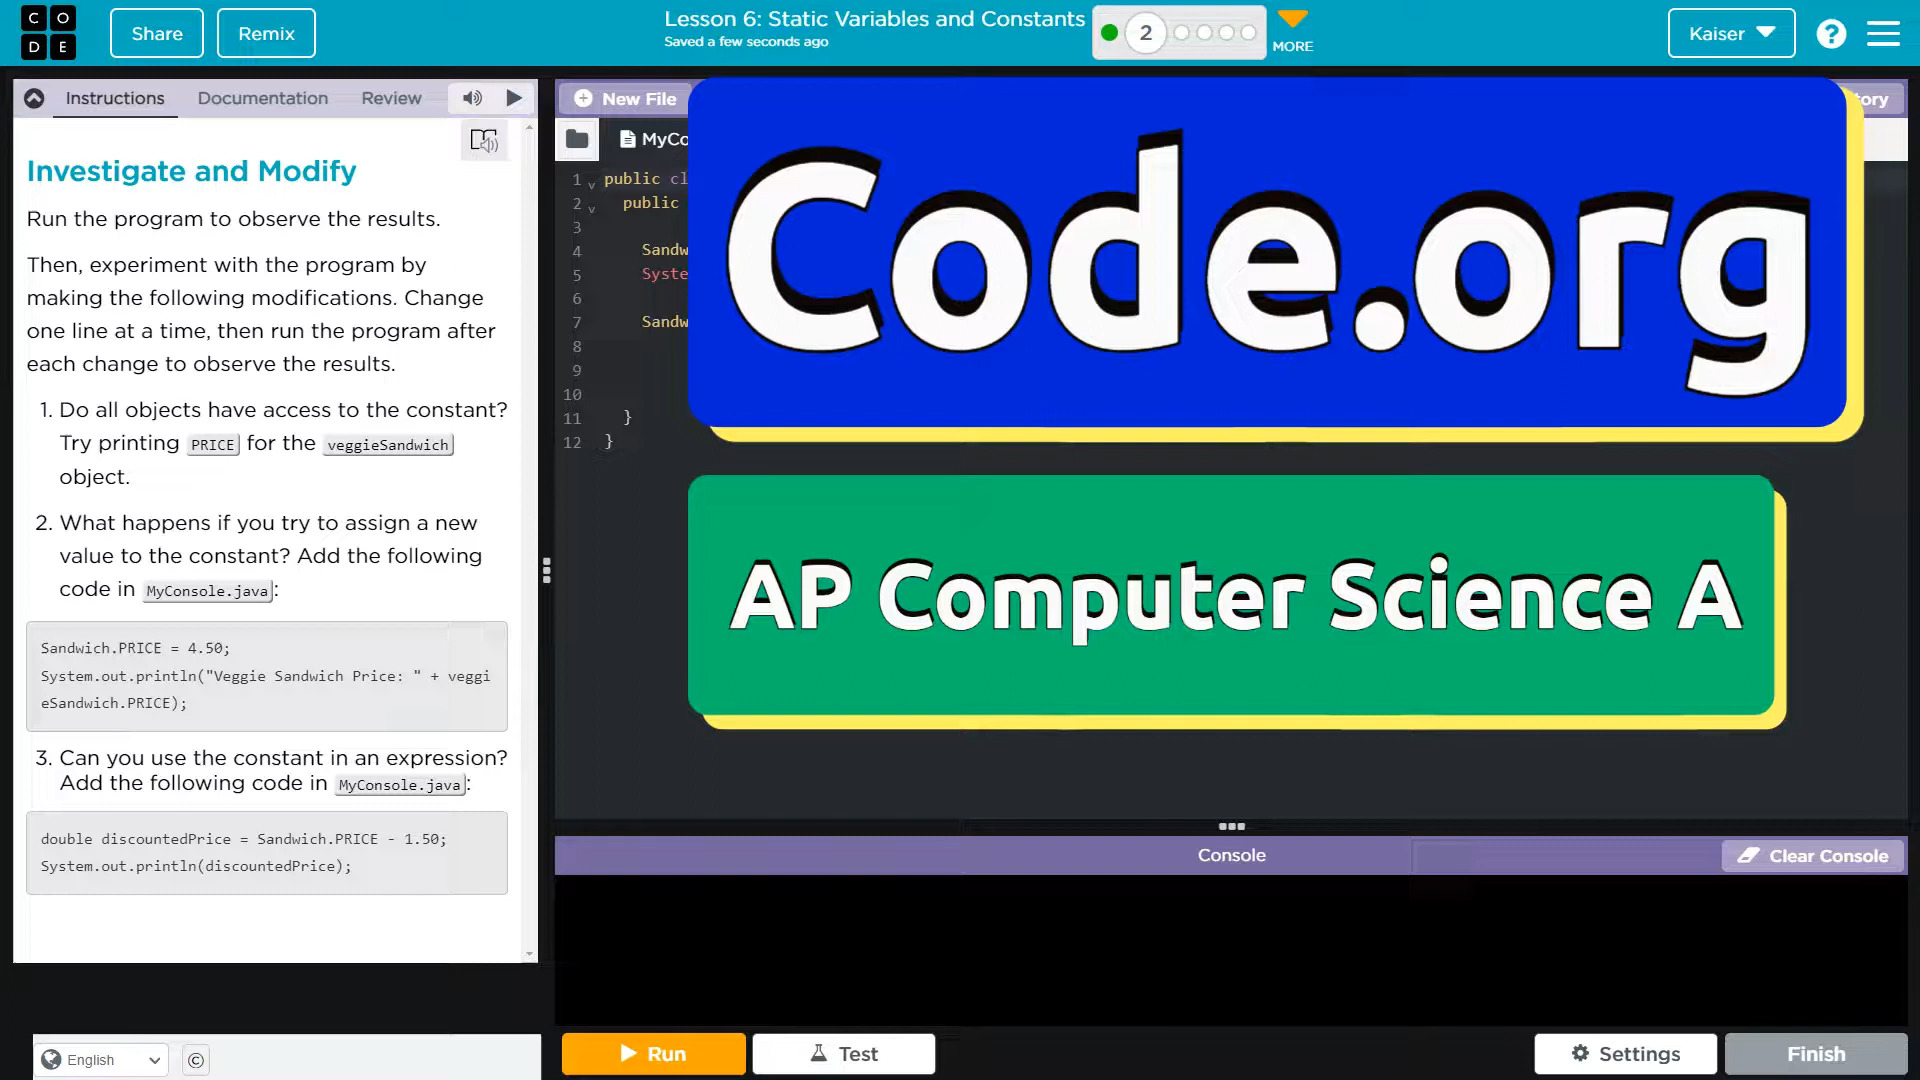 CODE
Share
Remix
Lesson 6: Static Variables and Constants
Saved a few seconds ago
2
MORE
Kaiser
?
Instructions
Documentation
Review
Investigate and Modify
Run the program to observe the results.
Then, experiment with the program by
making the following modifications. Change
one line at a time, then run the program after
each change to observe the results.
1. Do all objects have access to the constant?
Try printing PRICE for the veggieSandwich
object.
2. What happens if you try to assign a new
value to the constant? Add the following
code in MyConsole.java:
Sandwich.PRICE = 4.50;
System.out.println("Veggie Sandwich Price: " + veggi
eSandwich.PRICE);
3. Can you use the constant in an expression?
Add the following code in MyConsole.java:
double discountedPrice = Sandwich.PRICE - 1.50;
System.out.println(discountedPrice);
English
©
New File
MyCo
1 public cl
2 public
3
4 Sandw
5 Syste
6
7 Sandw
8
9
10
11 }
12 }
tory
Code.org
AP Computer Science A
Console
Clear Console
Run
Test
Settings
Finish